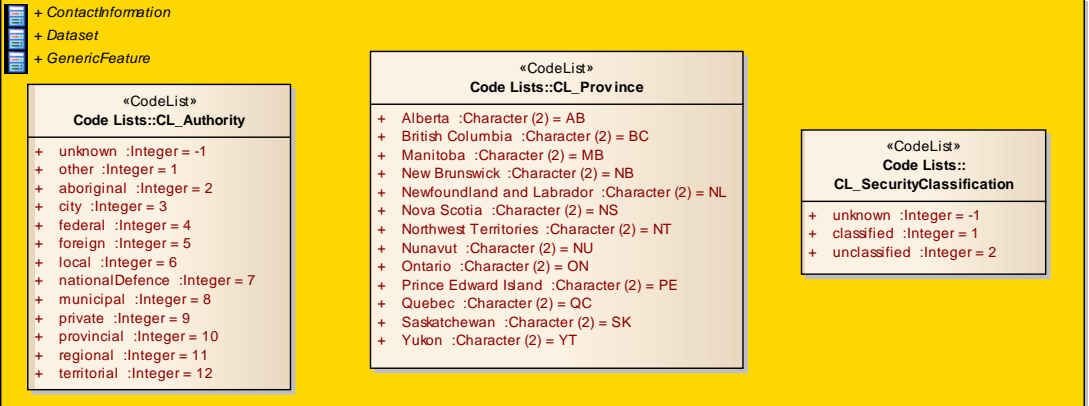 + ContactInformation
+ Dataset
+ GenericFeature
«CodeList»
Code Lists::CL_Authority
+ unknown :Integer = -1
+ other :Integer = 1
+ aboriginal :Integer = 2
+ city :Integer = 3
+ federal :Integer = 4
+ foreign :Integer = 5
+ local :Integer = 6
+ nationalDefence :Integer = 7
+ municipal :Integer = 8
+ private :Integer = 9
+ provincial :Integer = 10
+ regional :Integer = 11
+ territorial :Integer = 12
«CodeList»
Code Lists::CL_Province
+ Alberta :Character (2) = AB
+ British Columbia :Character (2) = BC
+ Manitoba :Character (2) = MB
+ New Brunswick :Character (2) = NB
+ Newfoundland and Labrador :Character (2) = NL
+ Nova Scotia :Character (2) = NS
+ Northwest Territories :Character (2) = NT
+ Nunavut :Character (2) = NU
+ Ontario :Character (2) = ON
+ Prince Edward Island :Character (2) = PE
+ Quebec :Character (2) = QC
+ Saskatchewan :Character (2) = SK
+ Yukon :Character (2) = YT
«CodeList»
Code Lists::
CL_SecurityClassification
+ unknown :Integer = -1
+ classified :Integer = 1
+ unclassified :Integer = 2